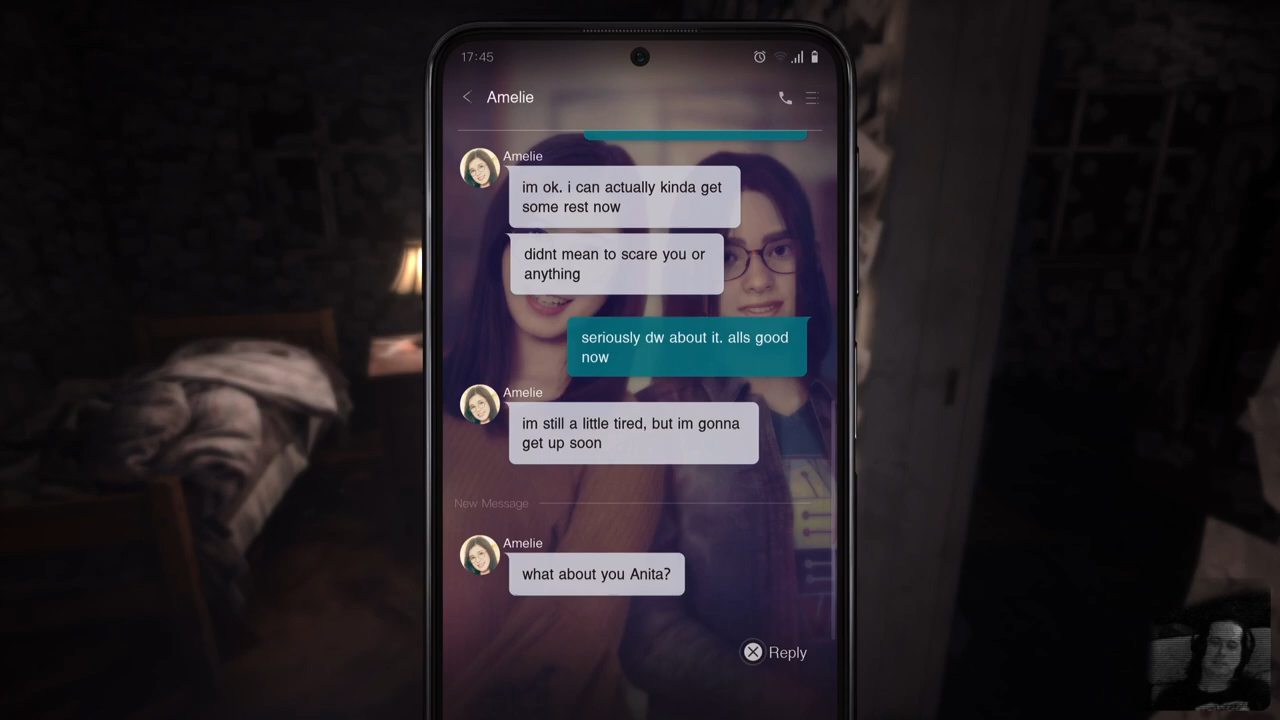 17:45
Amelie
Amelie
im ok. i can actually kinda get
some rest now
didnt mean to scare you or
anything
seriously dw about it. alls good
now
Amelie
im still a little tired, but im gonna
get up soon
New Message
Amelie
what about you Anita?
Reply